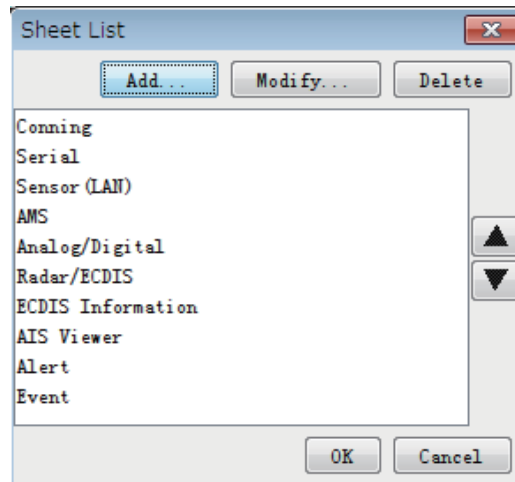 Sheet List
Add... Modify... Delete
Conning
Serial
Sensor(LAN)
AMS
Analog/Digital
Radar/ECDIS
ECDIS Information
AIS Viewer
Alert
Event
OK Cancel